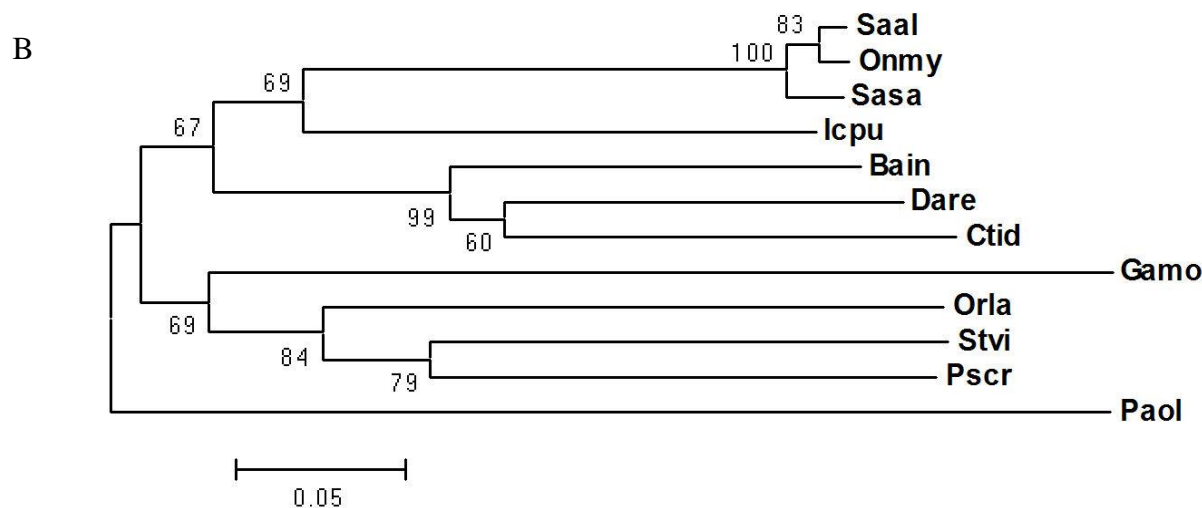 B
83 Saal
100 Onmy
69 Sasa
67 Icpu
Bain
99 Dare
60 Ctid
Gamo
69 Orla
84 Stvi
79 Pscr
Paol
0.05